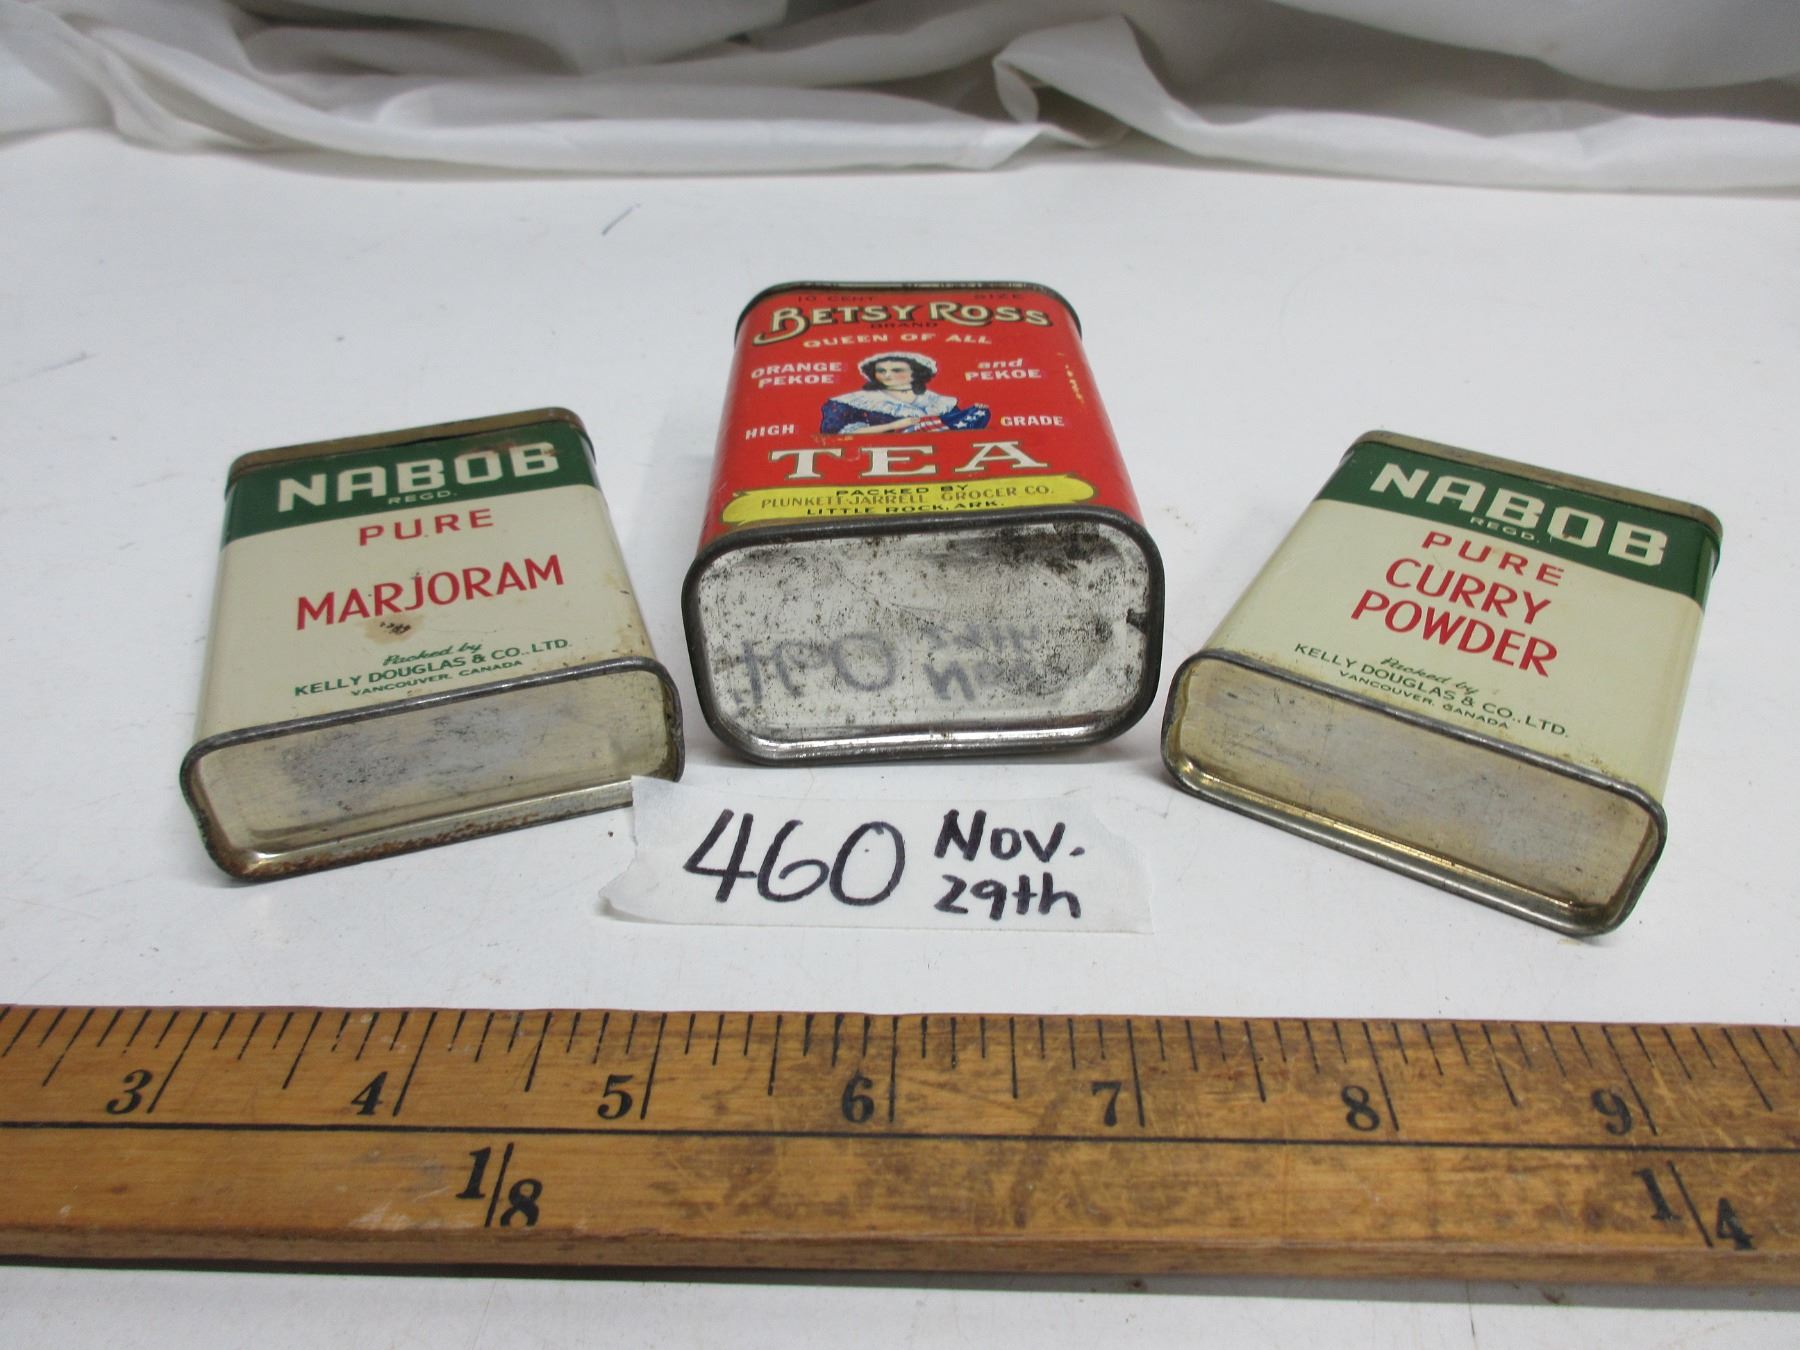 NABOB
REGD.
PURE
MARJORAM
Packed by
KELLY DOUGLAS & CO., LTD.
VANCOUVER, CANADA
10 CENT SIZE
BETSY ROSS
BRAND
QUEEN OF ALL
ORANGE PEKOE and PEKOE
HIGH GRADE
TEA
PACKED BY
PLUNKETT-JARRELL GROCER CO.
LITTLE ROCK, ARK.
NABOB
REGD.
PURE
CURRY
POWDER
Packed by
KELLY DOUGLAS & CO., LTD.
VANCOUVER, CANADA
460 Nov.
29th
3 4 5 6 7 8 9
1/8 1/4